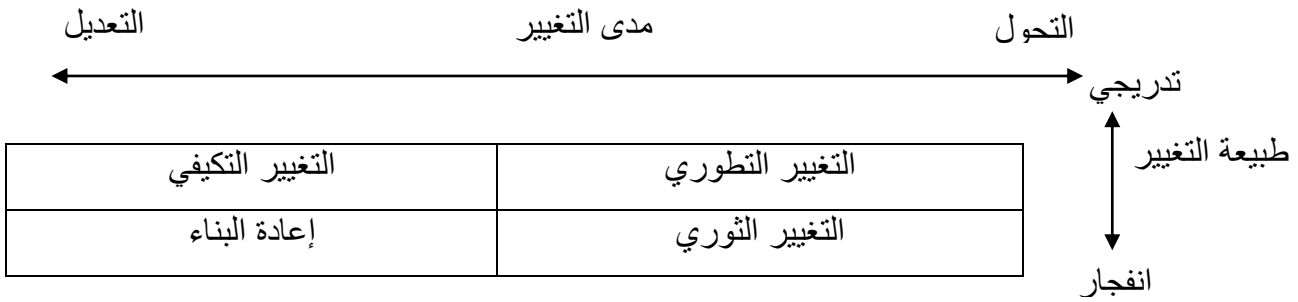 التحول مدى التغيير التعديل
تدريجي
طبيعة التغيير
التغيير التطوري التغيير التكيفي
التغيير الثوري إعادة البناء
انفجار